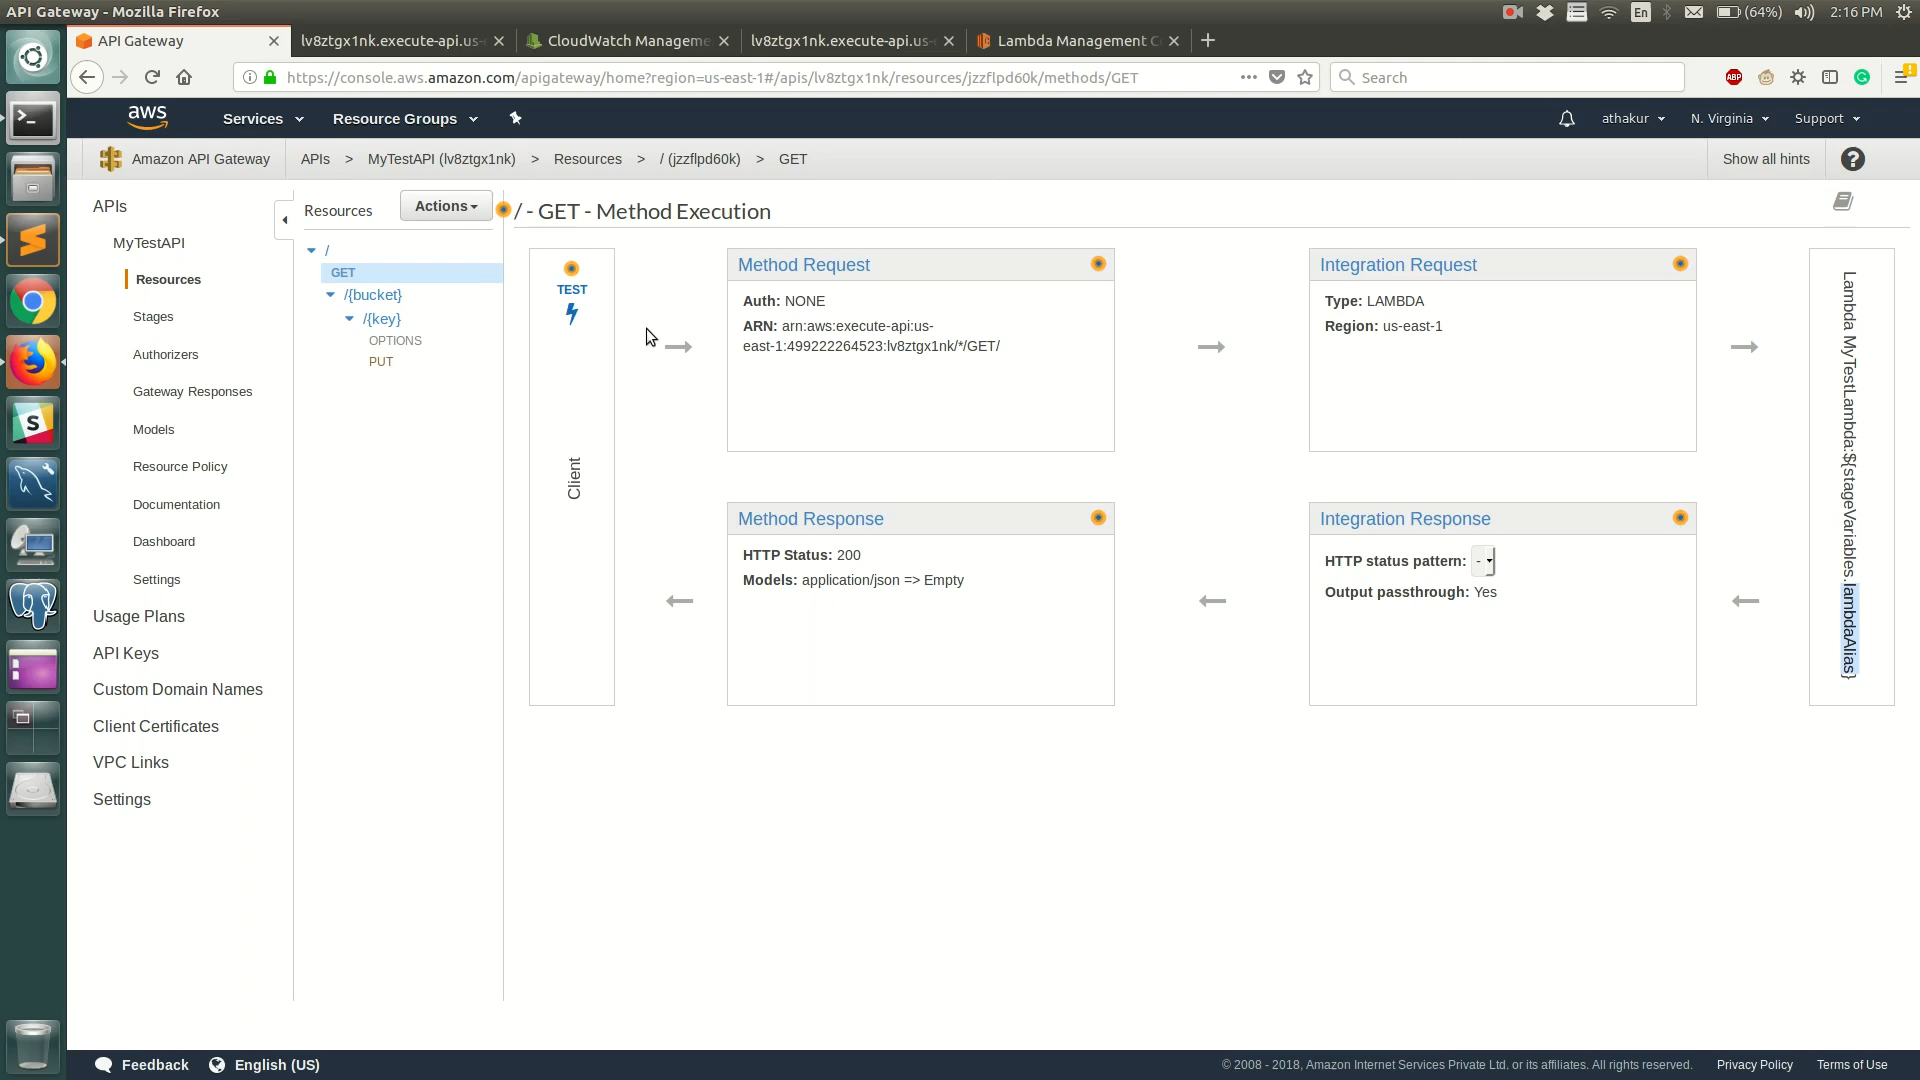 API Gateway - Mozilla Firefox
En
(64%)
2:16 PM
API Gateway
lv8ztgx1nk.execute-api.us-
CloudWatch Manageme
lv8ztgx1nk.execute-api.us-
Lambda Management C
https://console.aws.amazon.com/apigateway/home?region=us-east-1#/apis/lv8ztgx1nk/resources/jzzflpd60k/methods/GET
Search
ABP
aws
Services
Resource Groups
athakur
N. Virginia
Support
Amazon API Gateway
APIs > MyTestAPI (lv8ztgx1nk) > Resources > / (jzzflpd60k) > GET
Show all hints
?
APIs
MyTestAPI
Resources
Stages
Authorizers
Gateway Responses
Models
Resource Policy
Documentation
Dashboard
Settings
Usage Plans
API Keys
Custom Domain Names
Client Certificates
VPC Links
Settings
Resources
Actions
/
GET
/{bucket}
/{key}
OPTIONS
PUT
/ - GET - Method Execution
TEST
Client
Method Request
Auth: NONE
ARN: arn:aws:execute-api:us-
east-1:499222264523:lv8ztgx1nk/*/GET/
Integration Request
Type: LAMBDA
Region: us-east-1
Method Response
HTTP Status: 200
Models: application/json => Empty
Integration Response
HTTP status pattern: -
Output passthrough: Yes
Lambda MyTestLambda:${stageVariables.lambdaAlias}
Feedback
English (US)
© 2008 - 2018, Amazon Internet Services Private Ltd. or its affiliates. All rights reserved.
Privacy Policy
Terms of Use